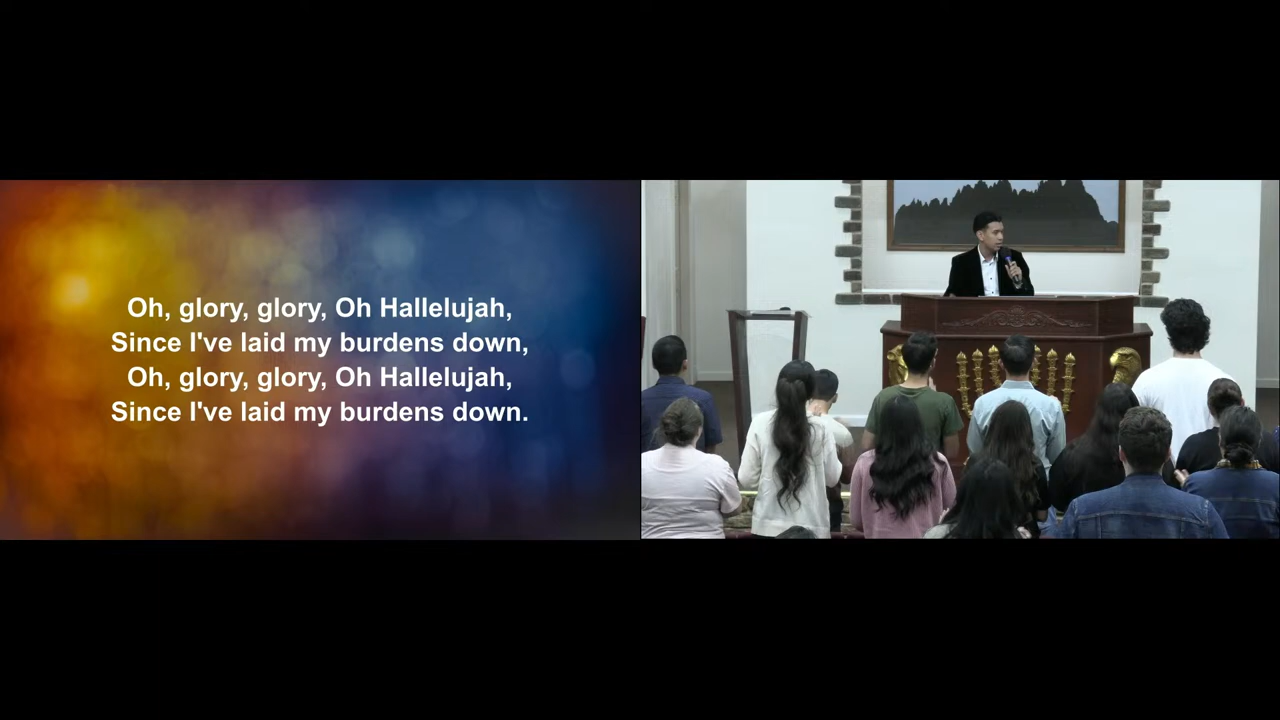 Oh, glory, glory, Oh Hallelujah,
Since I've laid my burdens down,
Oh, glory, glory, Oh Hallelujah,
Since I've laid my burdens down.